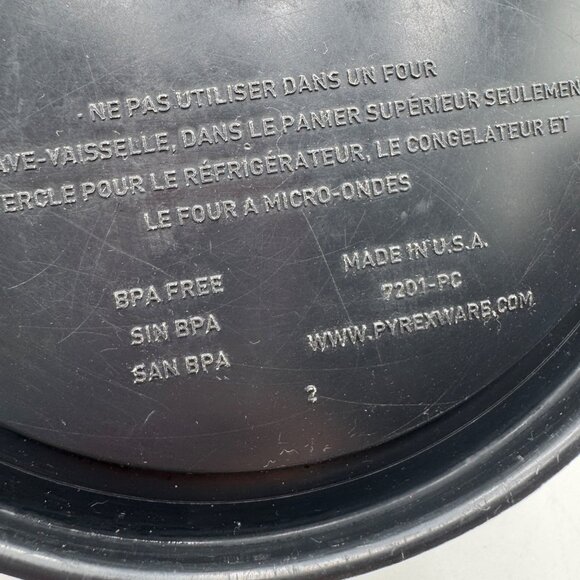 NE PAS UTILISER DANS UN FOUR
AVE-VAISSELLE, DANS LE PANIER SUPÉRIEUR SEULEMEN
ERCLE POUR LE RÉFRIGÉRATEUR, LE CONGELATEUR ET
LE FOUR A MICRO-ONDES
BPA FREE
SIN BPA
SAN BPA
MADE IN U.S.A.
7201-PC
WWW.PYREXWARE.COM
2